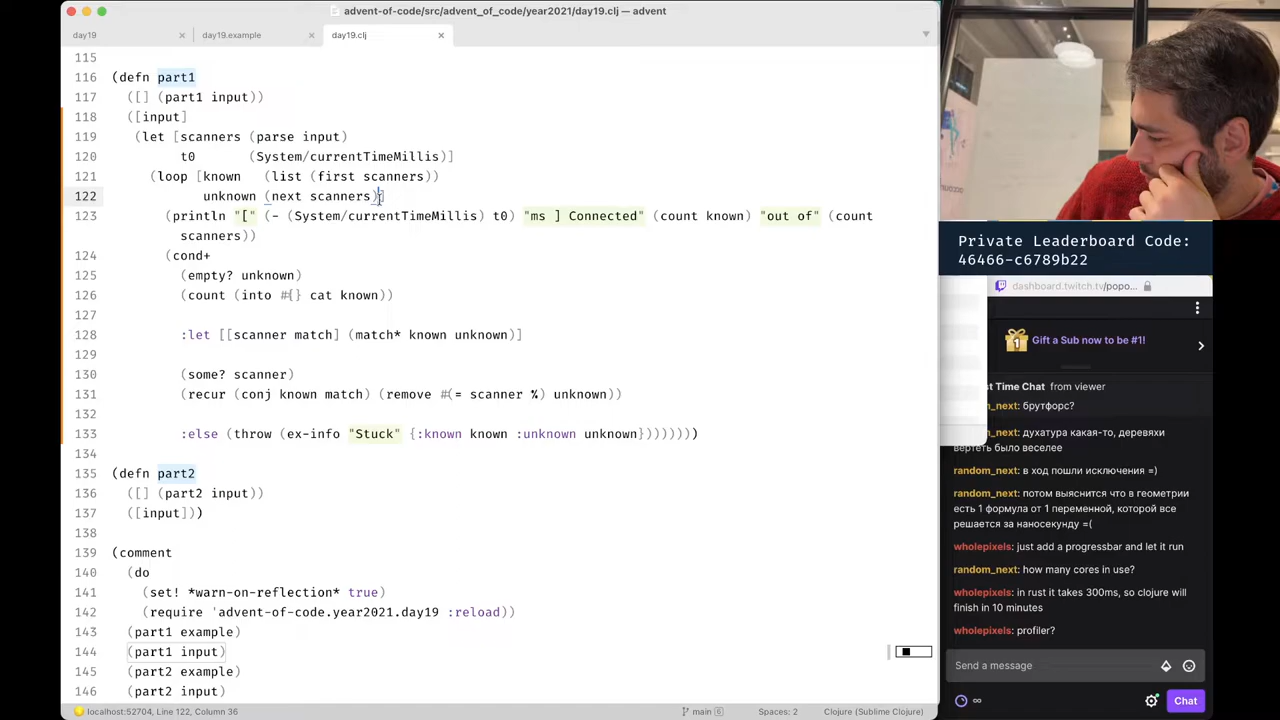 advent-of-code/src/advent_of_code/year2021/day19.clj — advent
day19
day19.example
day19.clj
115
116 (defn part1
117 ([] (part1 input))
118 ([input]
119 (let [scanners (parse input)
120 t0 (System/currentTimeMillis)]
121 (loop [known (list (first scanners))
122 unknown (next scanners)]
123 (println "[" (- (System/currentTimeMillis) t0) "ms ] Connected" (count known) "out of" (count
scanners))
124 (cond+
125 (empty? unknown)
126 (count (into #{} cat known))
127
128 :let [[scanner match] (match* known unknown)]
129
130 (some? scanner)
131 (recur (conj known match) (remove #(= scanner %) unknown))
132
133 :else (throw (ex-info "Stuck" {:known known :unknown unknown})))))))
134
135 (defn part2
136 ([] (part2 input))
137 ([input]))
138
139 (comment
140 (do
141 (set! *warn-on-reflection* true)
142 (require 'advent-of-code.year2021.day19 :reload))
143 (part1 example)
144 (part1 input)
145 (part2 example)
146 (part2 input)
localhost:52704, Line 122, Column 36
main 6
Spaces: 2
Clojure (Sublime Clojure)
Private Leaderboard Code:
46466-c6789b22
dashboard.twitch.tv/popo...
1
Gift a Sub now to be #1!
st Time Chat from viewer
m_next: брутфорс?
m_next: духатура какая-то, деревяхи
вертеть было веселее
random_next: в ход пошли исключения =)
random_next: потом выяснится что в геометрии
есть 1 формула от 1 переменной, которой все
решается за наносекунду =(
wholepixels: just add a progressbar and let it run
random_next: how many cores in use?
wholepixels: in rust it takes 300ms, so clojure will
finish in 10 minutes
wholepixels: profiler?
Send a message
∞
Chat